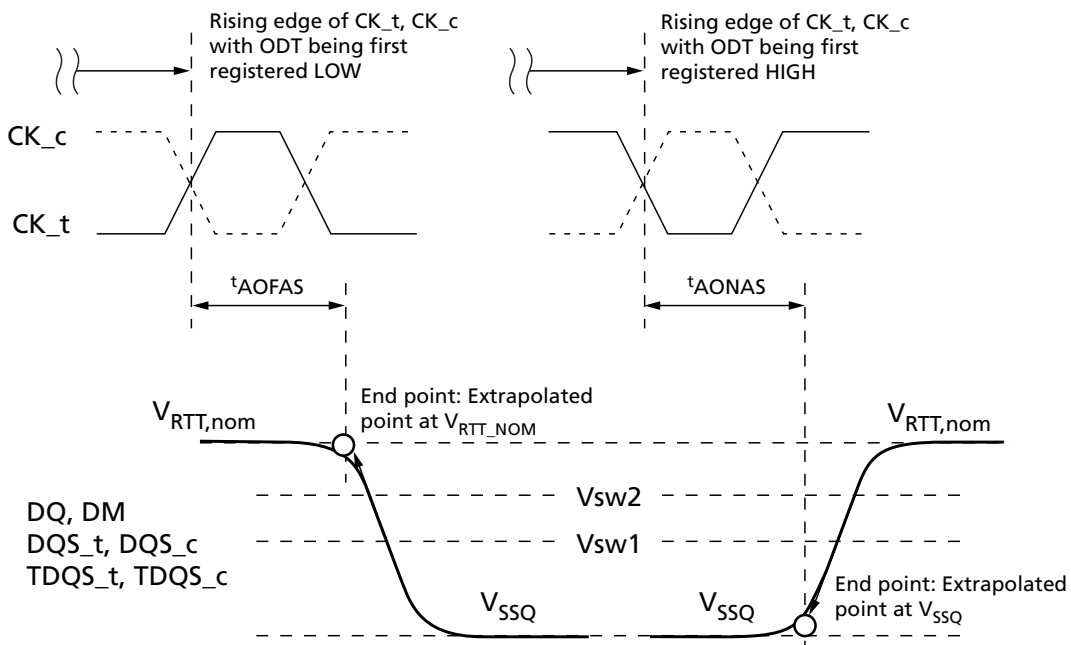 Rising edge of CK_t, CK_c
with ODT being first
registered LOW
Rising edge of CK_t, CK_c
with ODT being first
registered HIGH
CK_c
CK_t
tAOFAS
tAONAS
End point: Extrapolated
point at VRTT_NOM
VRTT,nom
VRTT,nom
Vsw2
DQ, DM
DQS_t, DQS_c
TDQS_t, TDQS_c
Vsw1
VSSQ
VSSQ
End point: Extrapolated
point at VSSQ